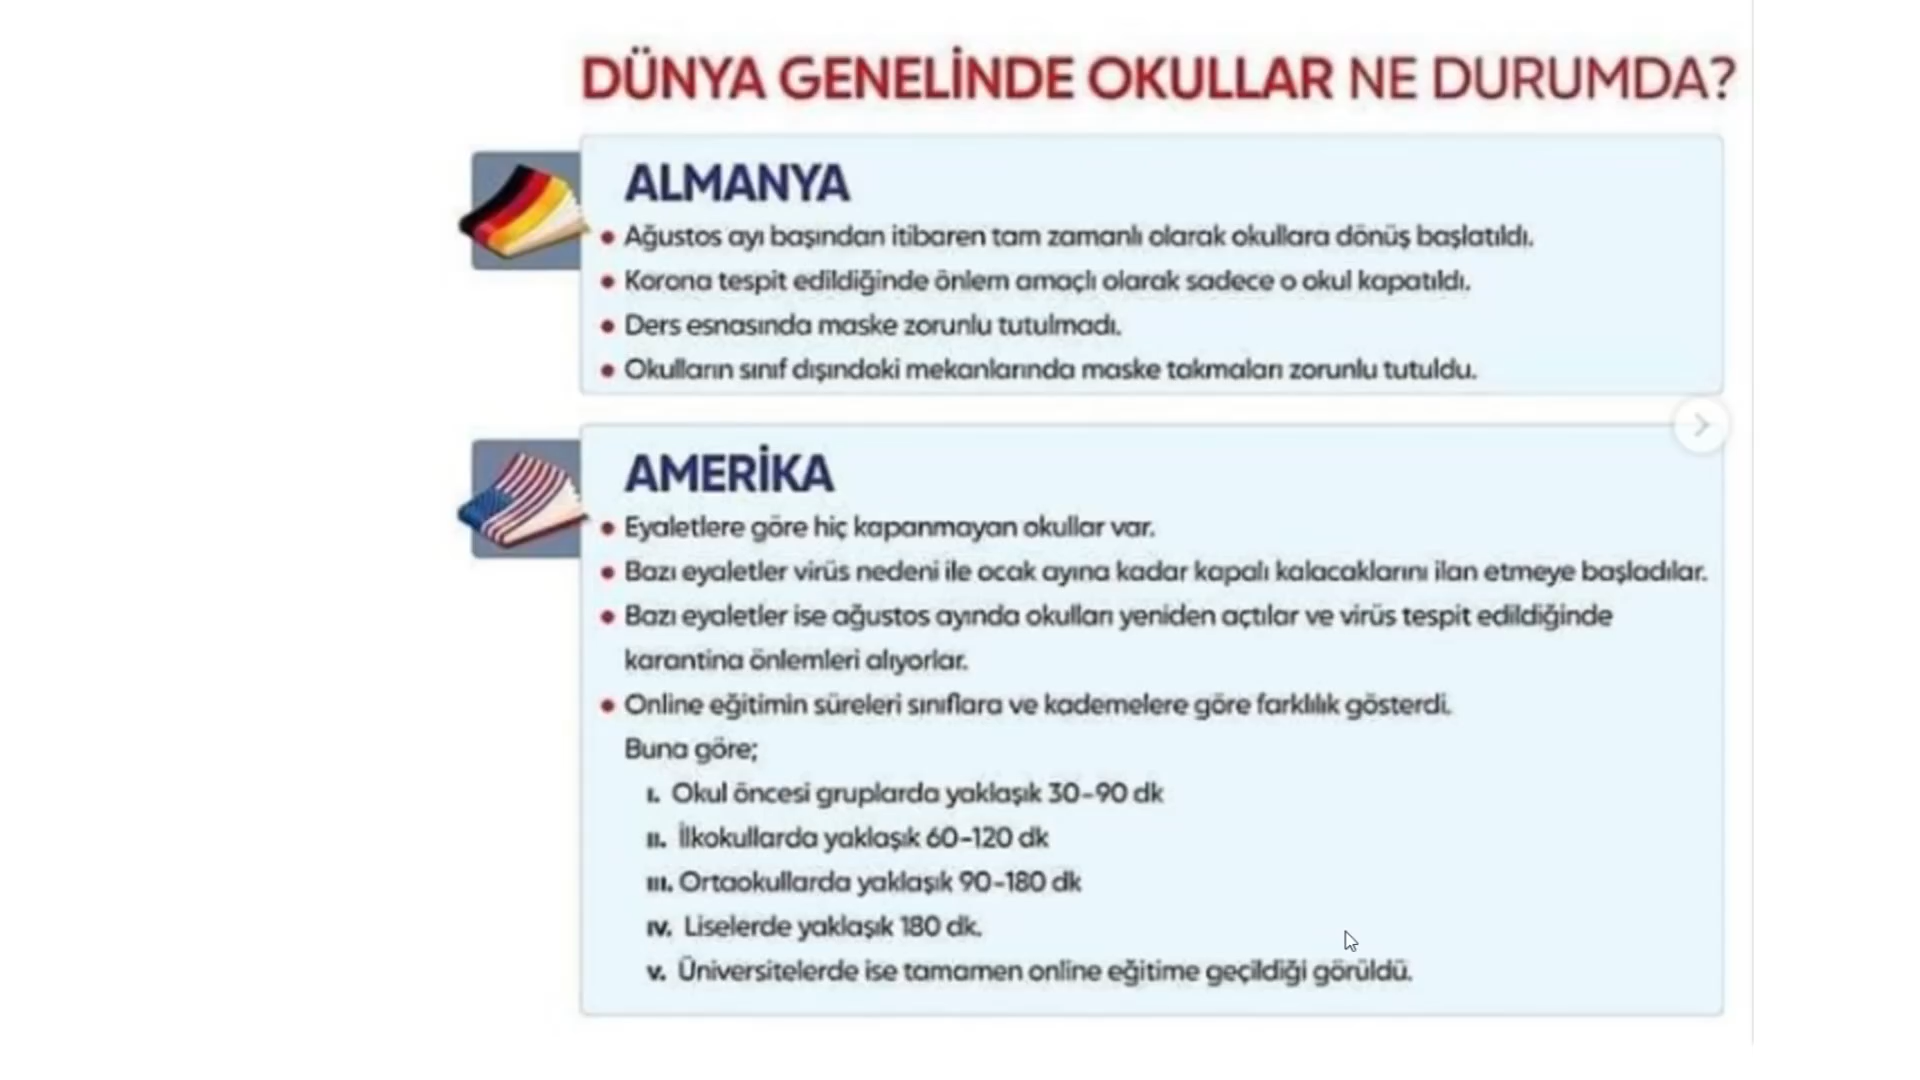 DÜNYA GENELİNDE OKULLAR NE DURUMDA?
ALMANYA
• Ağustos ayı başından itibaren tam zamanlı olarak okullara dönüş başlatıldı.
• Korona tespit edildiğinde önlem amaçlı olarak sadece o okul kapatıldı.
• Ders esnasında maske zorunlu tutulmadı.
• Okulların sınıf dışındaki mekanlarında maske takmaları zorunlu tutuldu.
AMERİKA
• Eyaletlere göre hiç kapanmayan okullar var.
• Bazı eyaletler virüs nedeni ile ocak ayına kadar kapalı kalacaklarını ilan etmeye başladılar.
• Bazı eyaletler ise ağustos ayında okulları yeniden açtılar ve virüs tespit edildiğinde
karantina önlemleri alıyorlar.
• Online eğitimin süreleri sınıflara ve kademelere göre farklılık gösterdi.
Buna göre;
I. Okul öncesi gruplarda yaklaşık 30-90 dk
II. İlkokullarda yaklaşık 60-120 dk
III. Ortaokullarda yaklaşık 90-180 dk
IV. Liselerde yaklaşık 180 dk.
V. Üniversitelerde ise tamamen online eğitime geçildiği görüldü.